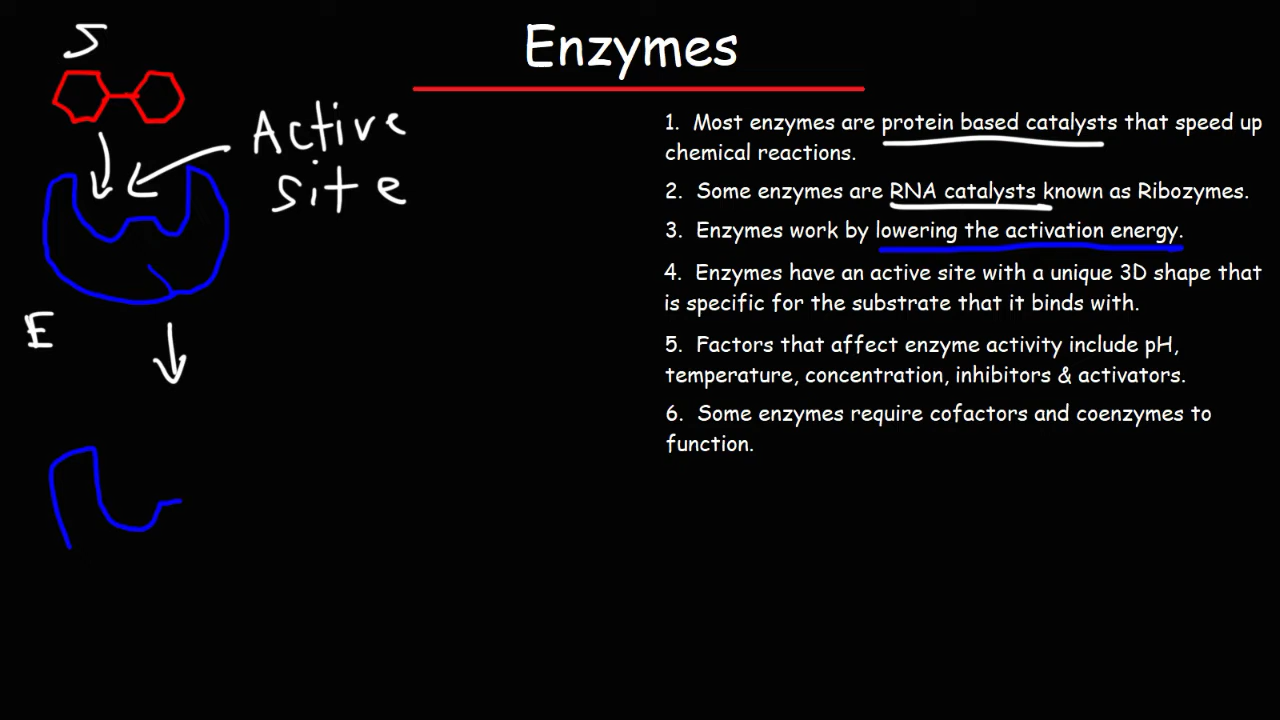 Enzymes
S
Active
site
E
1. Most enzymes are protein based catalysts that speed up
chemical reactions.
2. Some enzymes are RNA catalysts known as Ribozymes.
3. Enzymes work by lowering the activation energy.
4. Enzymes have an active site with a unique 3D shape that
is specific for the substrate that it binds with.
5. Factors that affect enzyme activity include pH,
temperature, concentration, inhibitors & activators.
6. Some enzymes require cofactors and coenzymes to
function.